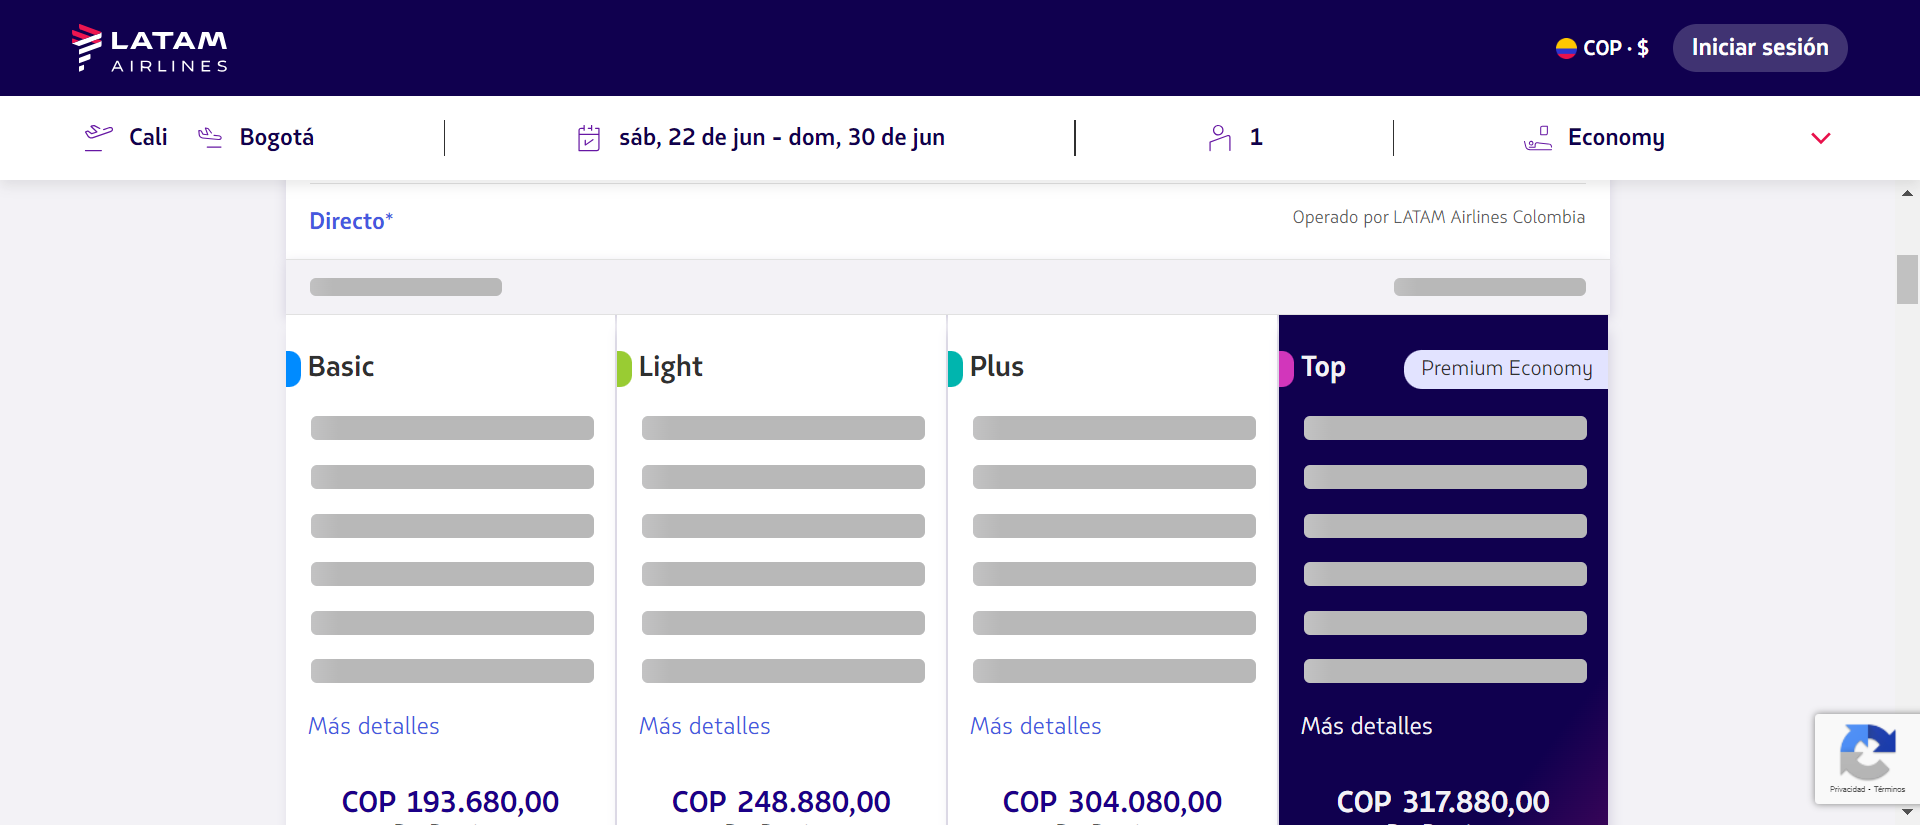 LATAM
AIRLINES
COP · $
Iniciar sesión
Cali
Bogotá
sáb, 22 de jun - dom, 30 de jun
1
Economy
Directo*
Operado por LATAM Airlines Colombia
Basic
Light
Plus
Top
Premium Economy
Más detalles
Más detalles
Más detalles
Más detalles
COP 193.680,00
COP 248.880,00
COP 304.080,00
COP 317.880,00
Privacidad - Términos